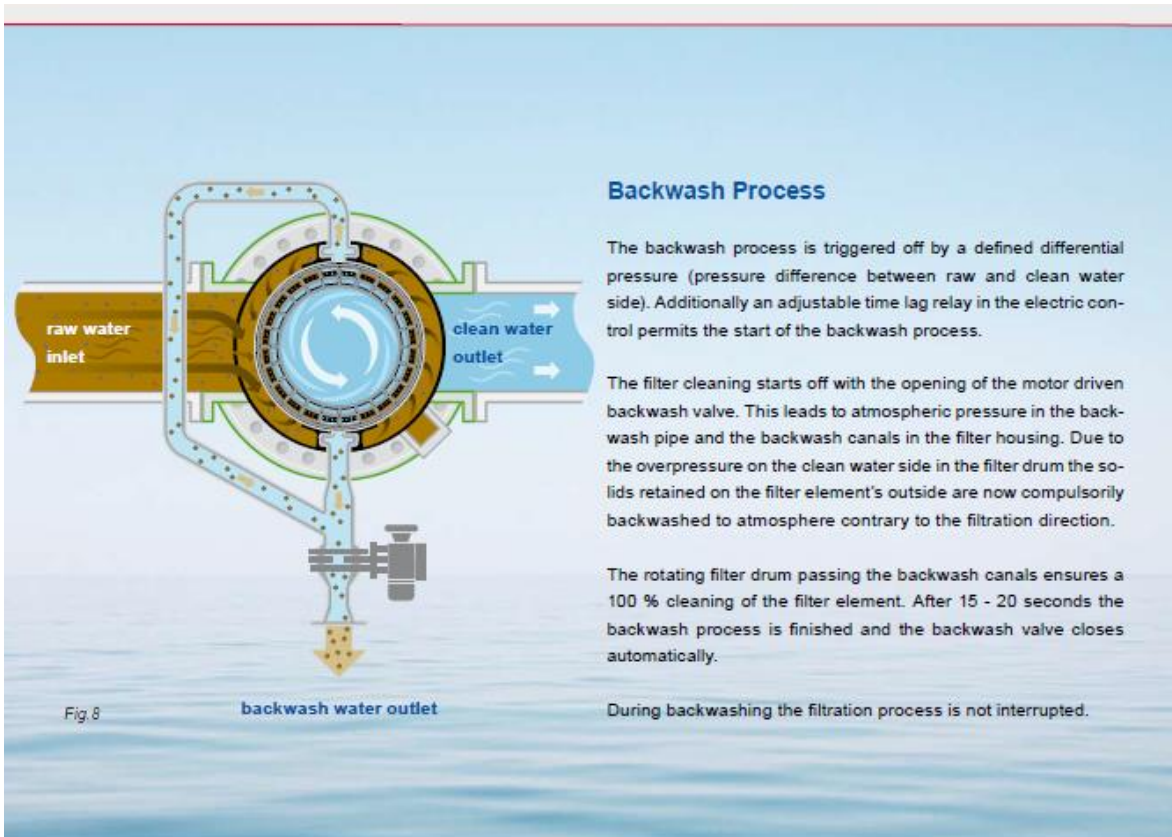 Backwash Process
The backwash process is triggered off by a defined differential
pressure (pressure difference between raw and clean water
side). Additionally an adjustable time lag relay in the electric con-
trol permits the start of the backwash process.
The filter cleaning starts off with the opening of the motor driven
backwash valve. This leads to atmospheric pressure in the back-
wash pipe and the backwash canals in the filter housing. Due to
the overpressure on the clean water side in the filter drum the so-
lids retained on the filter element's outside are now compulsorily
backwashed to atmosphere contrary to the filtration direction.
The rotating filter drum passing the backwash canals ensures a
100 % cleaning of the filter element. After 15 - 20 seconds the
backwash process is finished and the backwash valve closes
automatically.
During backwashing the filtration process is not interrupted.
raw water
inlet
clean water
outlet
backwash water outlet
Fig.8